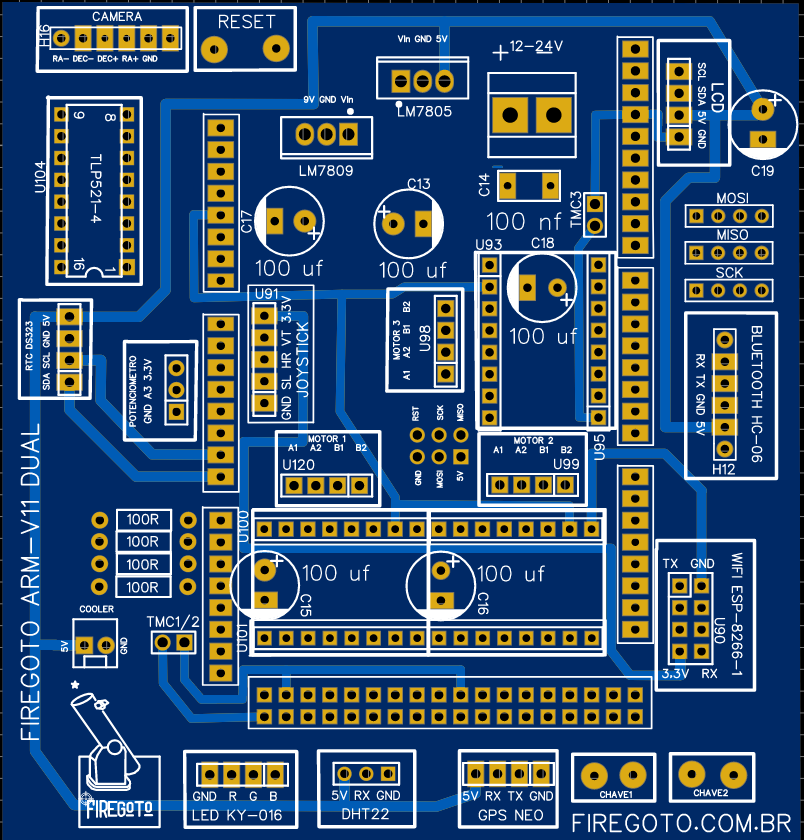 CAMERA
H16
RA- DEC- DEC+ RA+ GND
RESET
VIn GND 5V
LM7805
+ 12-24V -
9V GND VIn
LM7809
SCL SDA 5V GND
LCD
+
C19
U104
9 8
TLP521-4
16 1
C17
+
100 uf
C13
+
100 uf
C14
100 nf
TMC3
MOSI
MISO
SCK
U93
C18
+
100 uf
U95
RTC DS323
SDA SCL GND 5V
POTENCIOMETRO
GND A3 3.3V
U91
GND SL HR VT 3.3V
JOYSTICK
MOTOR 3
A1 A2 B1 B2
U98
RX TX GND 5V
BLUETOOTH HC-06
H12
RST SCK MISO
GND MOSI 5V
MOTOR 1
A1 A2 B1 B2
U120
MOTOR 2
A1 A2 B1 B2
U99
FIREGOTO ARM-V11 DUAL
100R
100R
100R
100R
U100
+
100 uf
C15
+
100 uf
C16
U101
TX GND
WIFI ESP-8266-1
U90
3.3V RX
COOLER
5V GND
TMC1/2
FIREGOTO
GND R G B
LED KY-016
5V RX GND
DHT22
5V RX TX GND
GPS NEO
CHAVE1
CHAVE2
FIREGOTO.COM.BR